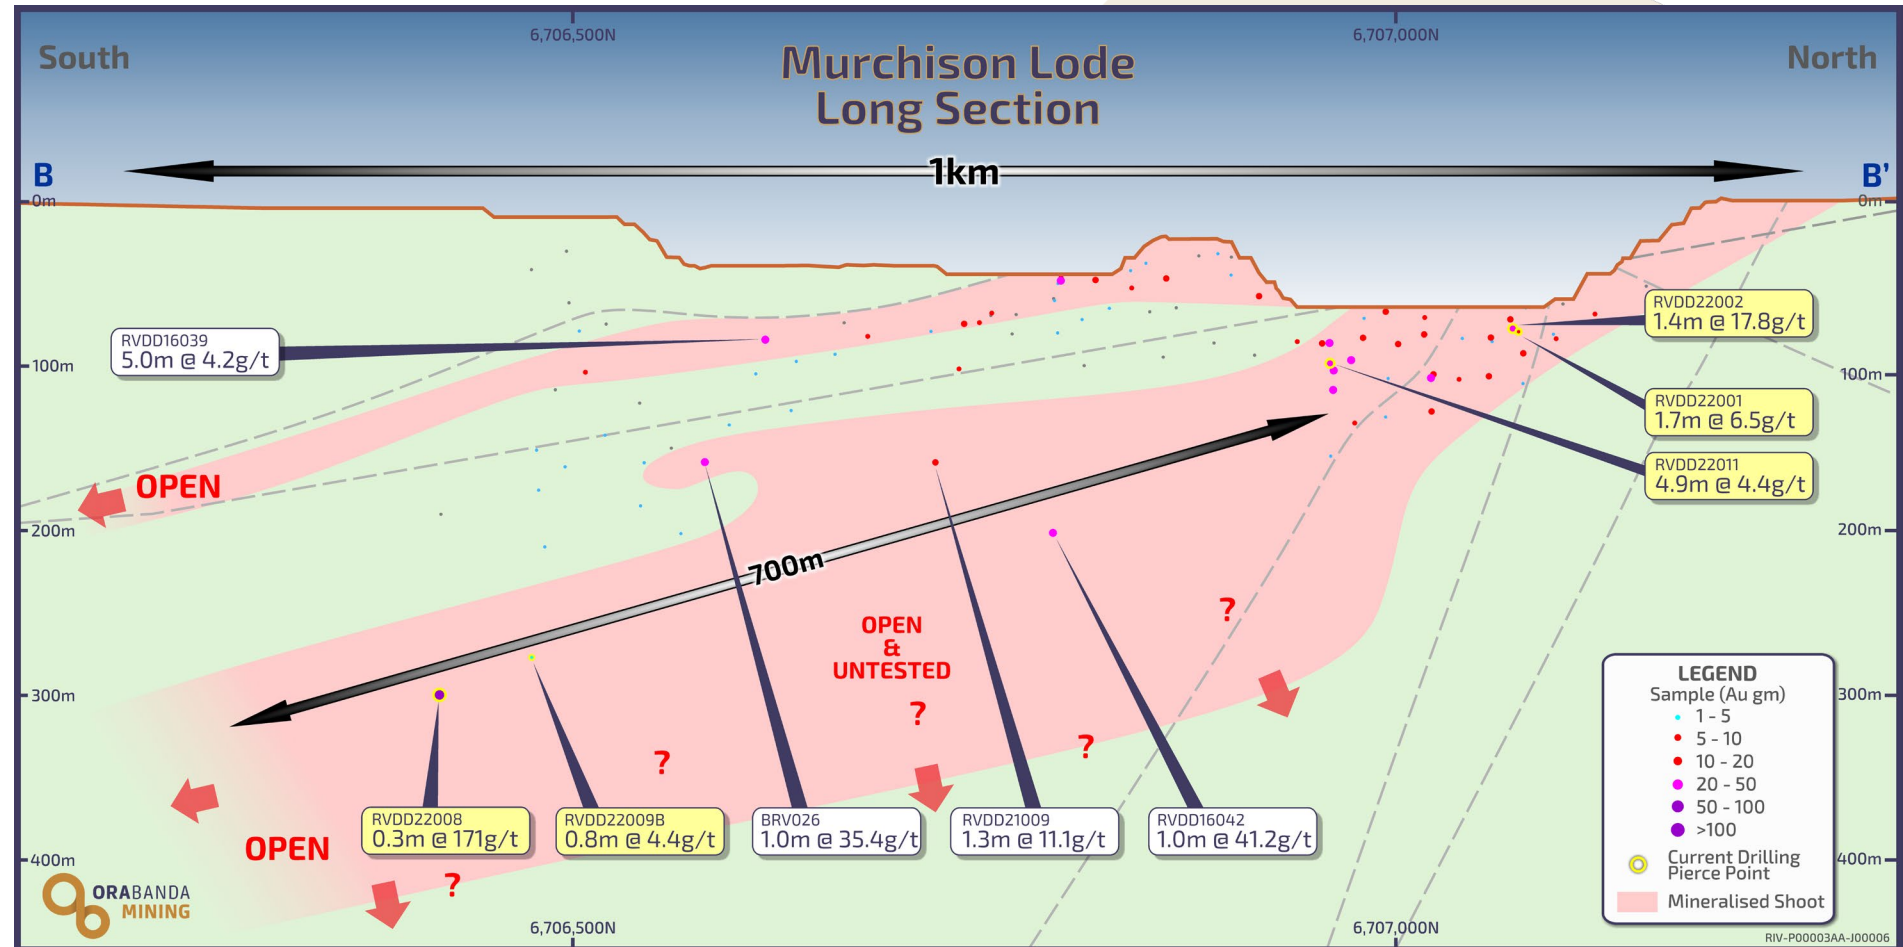 6,706,500N
6,707,000N
South
North
Murchison Lode
Long Section
B
1km
B'
0m
0m
RVDD16039
5.0m @ 4.2g/t
RVDD22002
1.4m @ 17.8g/t
100m
100m
RVDD22001
1.7m @ 6.5g/t
RVDD22011
4.9m @ 4.4g/t
OPEN
200m
200m
700m
OPEN
&
UNTESTED
?
?
?
?
?
300m
300m
OPEN
RVDD22008
0.3m @ 171g/t
RVDD22009B
0.8m @ 4.4g/t
BRV026
1.0m @ 35.4g/t
RVDD21009
1.3m @ 11.1g/t
RVDD16042
1.0m @ 41.2g/t
400m
400m
LEGEND
Sample (Au gm)
1 - 5
5 - 10
10 - 20
20 - 50
50 - 100
>100
Current Drilling
Pierce Point
Mineralised Shoot
ORABANDA
MINING
6,706,500N
6,707,000N
RIV-P00003AA-J00006